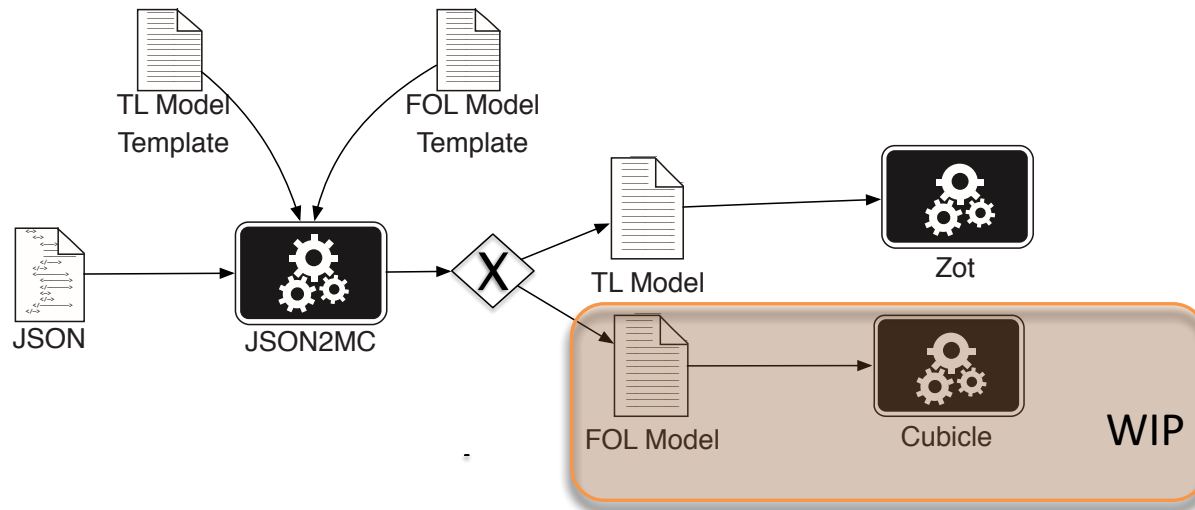 TL Model
Template
FOL Model
Template
JSON
JSON2MC
X
TL Model
Zot
FOL Model
Cubicle
WIP
-